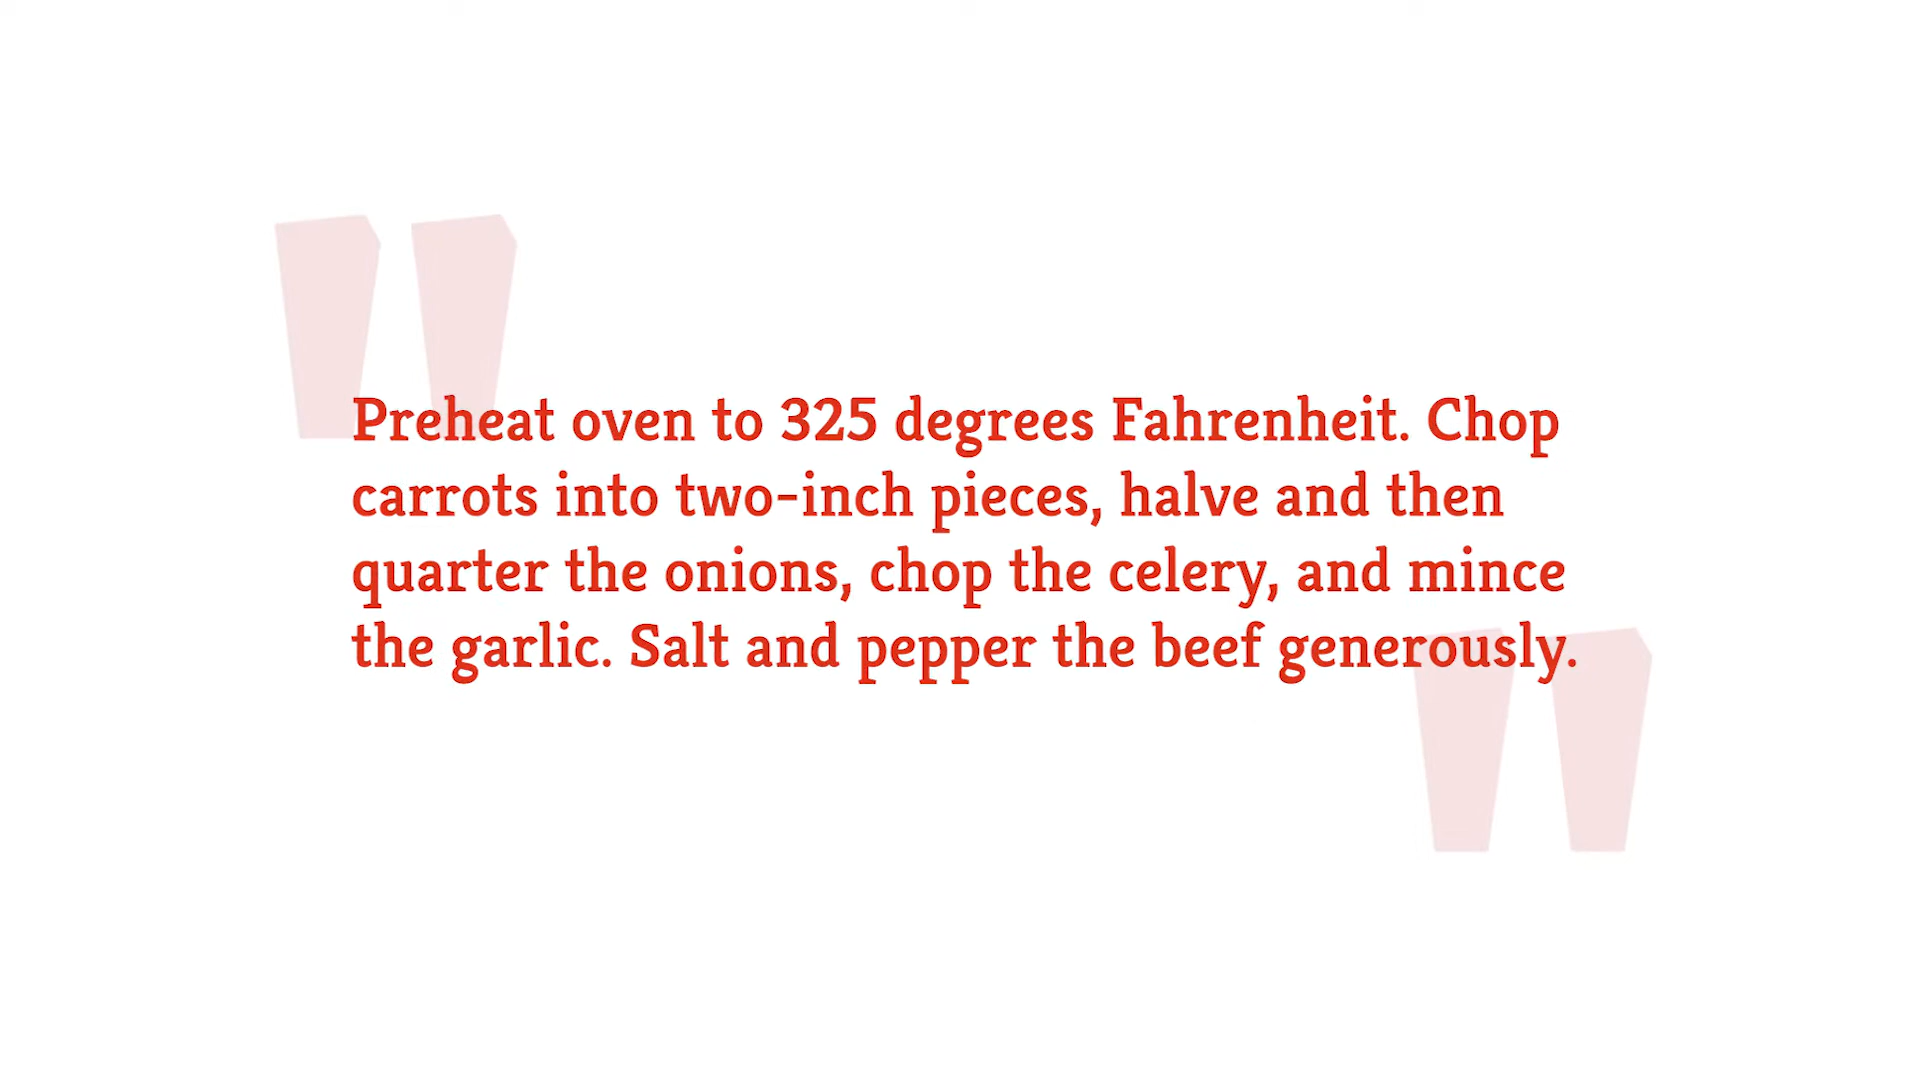 Preheat oven to 325 degrees Fahrenheit. Chop
carrots into two-inch pieces, halve and then
quarter the onions, chop the celery, and mince
the garlic. Salt and pepper the beef generously.